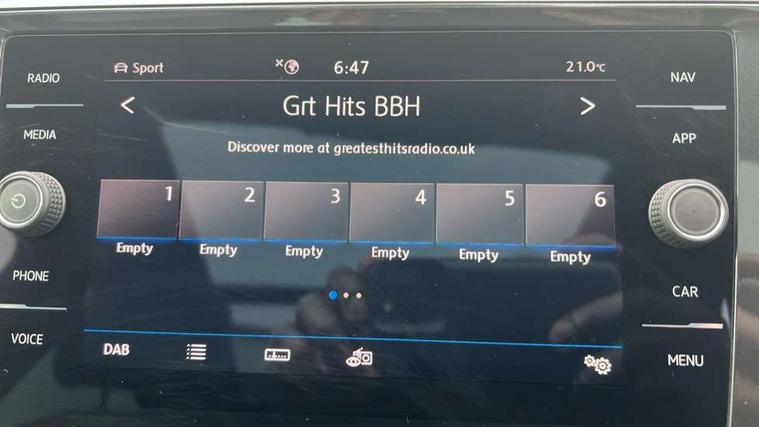 RADIO
MEDIA
PHONE
VOICE
Sport 6:47 21.0°C
< Grt Hits BBH >
Discover more at greatesthitsradio.co.uk
1 2 3 4 5 6
Empty Empty Empty Empty Empty Empty
DAB
NAV
APP
CAR
MENU